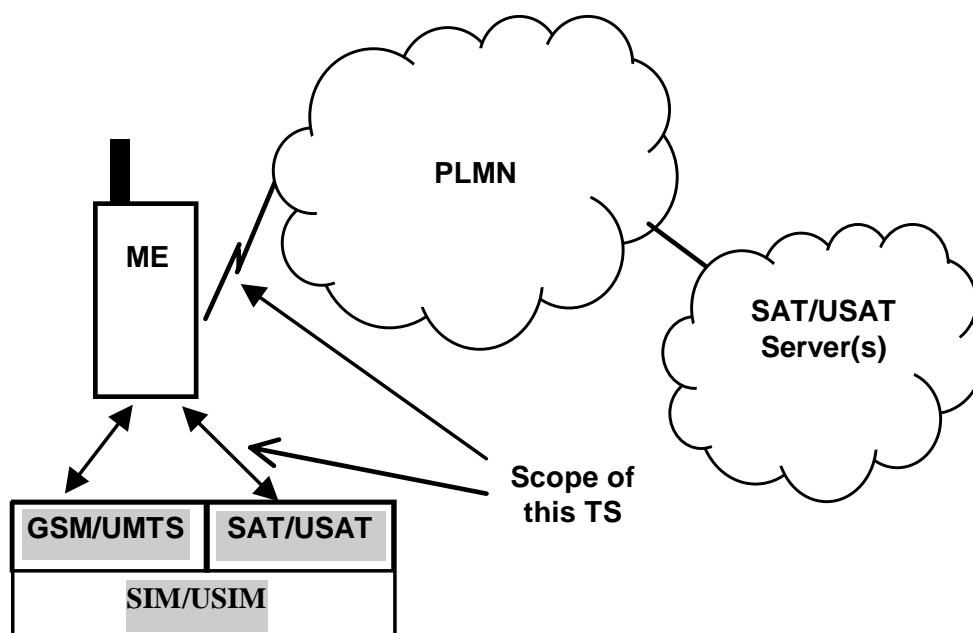 PLMN
ME
SAT/USAT
Server(s)
Scope of
this TS
GSM/UMTS
SAT/USAT
SIM/USIM